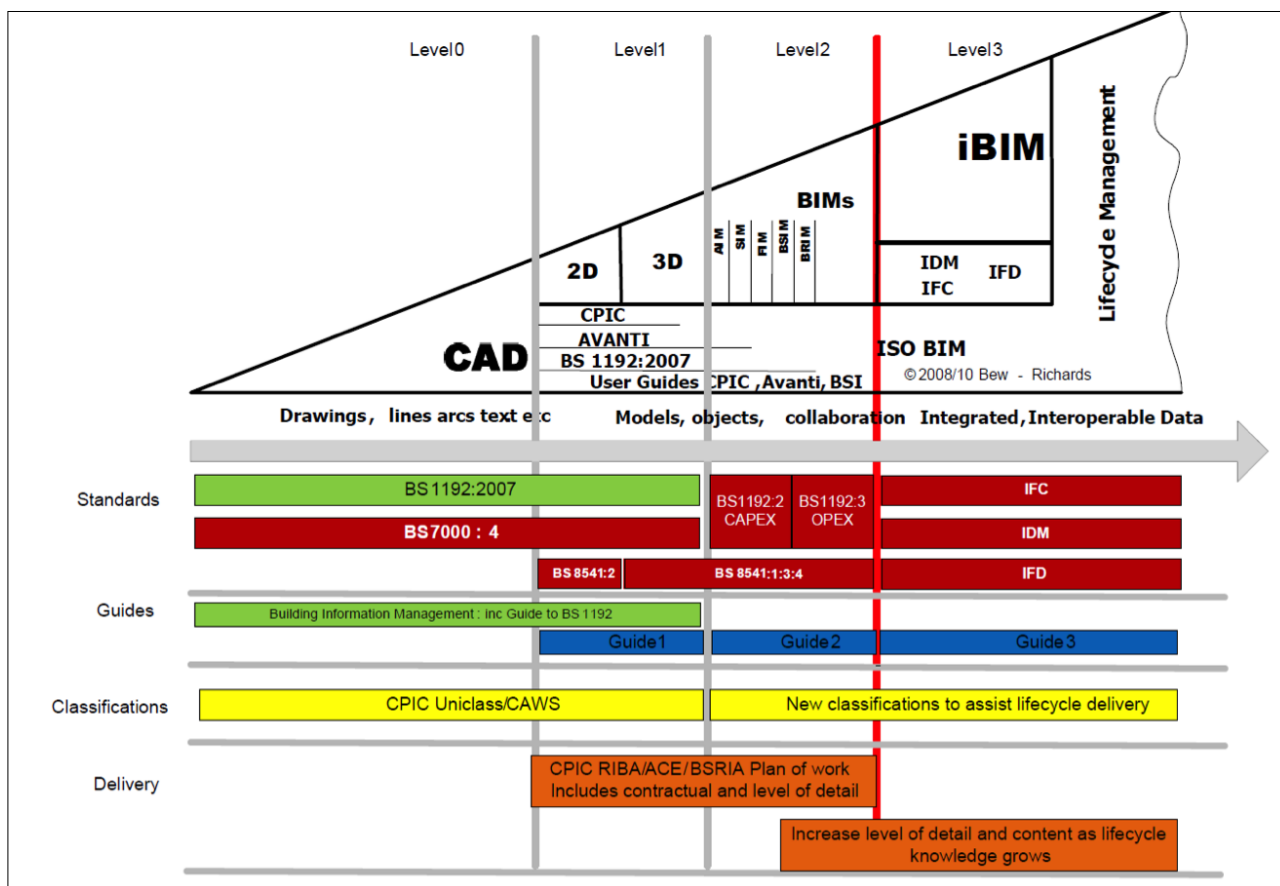 Level0
Level1
Level2
Level3
iBIM
BIMs
Lifecycle Management
AIM
SIM
FIM
BSIM
BRIM
2D
3D
IDM
IFD
IFC
CPIC
AVANTI
CAD
BS 1192:2007
ISO BIM
User Guides CPIC ,Avanti, BSI
©2008/10 Bew - Richards
Drawings, lines arcs text etc
Models, objects, collaboration
Integrated, Interoperable Data
Standards
BS1192:2007
BS1192:2
CAPEX
BS1192:3
OPEX
IFC
BS7000 : 4
IDM
BS8541:2
BS 8541:1:3:4
IFD
Guides
Building Information Management : inc Guide to BS 1192
Guide1
Guide2
Guide3
Classifications
CPIC Uniclass/CAWS
New classifications to assist lifecycle delivery
Delivery
CPIC RIBA/ACE/BSRIA Plan of work
Includes contractual and level of detail
Increase level of detail and content as lifecycle
knowledge grows